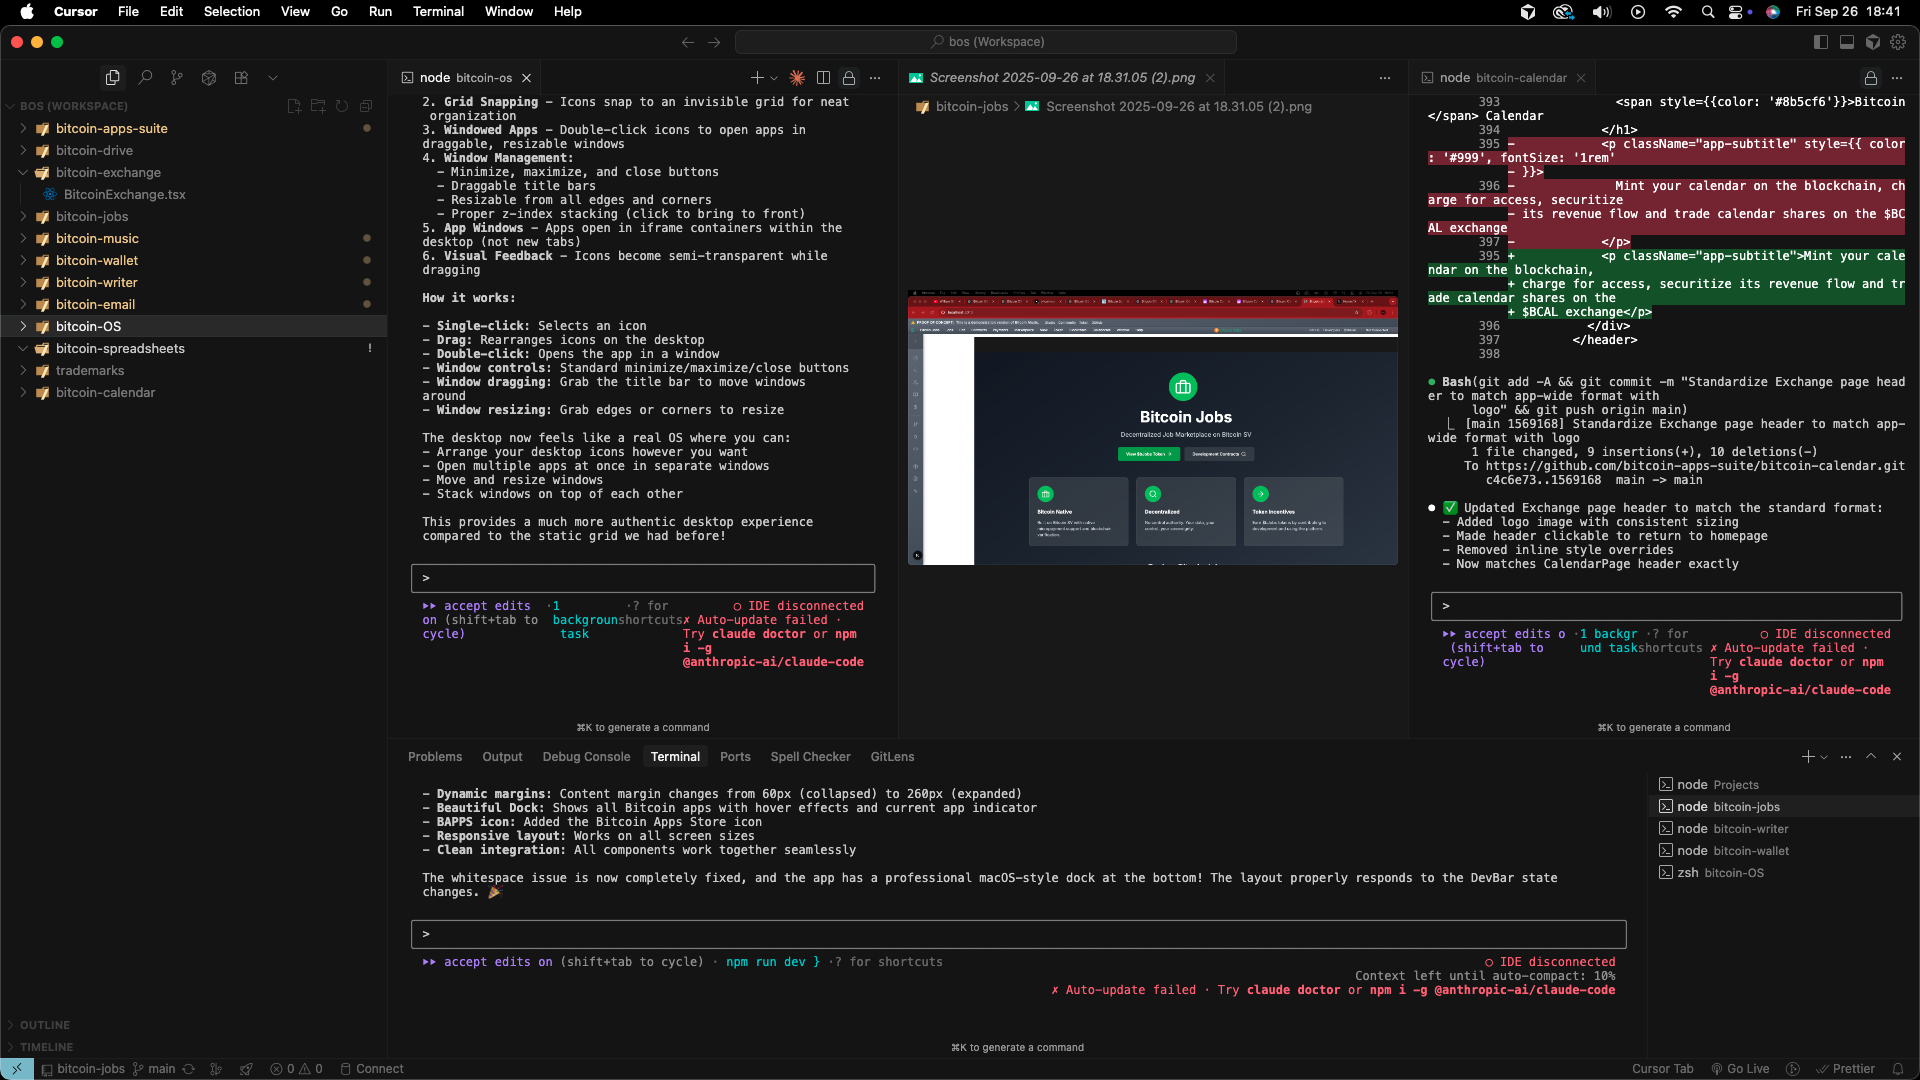 Cursor File Edit Selection View Go Run Terminal Window Help
Fri Sep 26 18:41
bos (Workspace)
BOS (WORKSPACE)
bitcoin-apps-suite
bitcoin-drive
bitcoin-exchange
BitcoinExchange.tsx
bitcoin-jobs
bitcoin-music
bitcoin-wallet
bitcoin-writer
bitcoin-email
bitcoin-OS
bitcoin-spreadsheets !
trademarks
bitcoin-calendar
OUTLINE
TIMELINE
node bitcoin-os
2. Grid Snapping – Icons snap to an invisible grid for neat
organization
3. Windowed Apps – Double-click icons to open apps in
draggable, resizable windows
4. Window Management:
– Minimize, maximize, and close buttons
– Draggable title bars
– Resizable from all edges and corners
– Proper z-index stacking (click to bring to front)
5. App Windows – Apps open in iframe containers within the
desktop (not new tabs)
6. Visual Feedback – Icons become semi-transparent while
dragging
How it works:
– Single-click: Selects an icon
– Drag: Rearranges icons on the desktop
– Double-click: Opens the app in a window
– Window controls: Standard minimize/maximize/close buttons
– Window dragging: Grab the title bar to move windows
around
– Window resizing: Grab edges or corners to resize
The desktop now feels like a real OS where you can:
– Arrange your desktop icons however you want
– Open multiple apps at once in separate windows
– Move and resize windows
– Stack windows on top of each other
This provides a much more authentic desktop experience
compared to the static grid we had before!
>
⏵⏵ accept edits ·1 ·? for ○ IDE disconnected
on (shift+tab to backgroun shortcuts ✗ Auto-update failed ·
cycle) task Try claude doctor or npm
i -g
@anthropic-ai/claude-code
⌘K to generate a command
Screenshot 2025-09-26 at 18.31.05 (2).png
bitcoin-jobs > Screenshot 2025-09-26 at 18.31.05 (2).png
Bitcoin Jobs
Decentralized Job Marketplace on Bitcoin SV
View $bJobs Token →
Development Contracts
Bitcoin Native
Decentralized
Token Incentives
node bitcoin-calendar
393 <span style={{color: '#8b5cf6'}}>Bitcoin
</span> Calendar
394 </h1>
395 – <p className="app-subtitle" style={{ color
: '#999', fontSize: '1rem'
– }}>
396 – Mint your calendar on the blockchain, ch
arge for access, securitize
– its revenue flow and trade calendar shares on the $BC
AL exchange
397 – </p>
395 + <p className="app-subtitle">Mint your cale
ndar on the blockchain,
+ charge for access, securitize its revenue flow and tr
ade calendar shares on the
+ $BCAL exchange</p>
396 </div>
397 </header>
398
● Bash(git add -A && git commit -m "Standardize Exchange page head
er to match app-wide format with
logo" && git push origin main)
⎿ [main 1569168] Standardize Exchange page header to match app-
wide format with logo
1 file changed, 9 insertions(+), 10 deletions(-)
To https://github.com/bitcoin-apps-suite/bitcoin-calendar.git
c4c6e73..1569168 main -> main
● ✅ Updated Exchange page header to match the standard format:
– Added logo image with consistent sizing
– Made header clickable to return to homepage
– Removed inline style overrides
– Now matches CalendarPage header exactly
>
⏵⏵ accept edits o ·1 backgr ·? for ○ IDE disconnected
(shift+tab to und task shortcuts ✗ Auto-update failed ·
cycle) Try claude doctor or npm
i -g
@anthropic-ai/claude-code
⌘K to generate a command
Problems Output Debug Console Terminal Ports Spell Checker GitLens
– Dynamic margins: Content margin changes from 60px (collapsed) to 260px (expanded)
– Beautiful Dock: Shows all Bitcoin apps with hover effects and current app indicator
– BAPPS icon: Added the Bitcoin Apps Store icon
– Responsive layout: Works on all screen sizes
– Clean integration: All components work together seamlessly
The whitespace issue is now completely fixed, and the app has a professional macOS-style dock at the bottom! The layout properly responds to the DevBar state
changes. 🎉
>
⏵⏵ accept edits on (shift+tab to cycle) · npm run dev } ·? for shortcuts ○ IDE disconnected
Context left until auto-compact: 10%
✗ Auto-update failed · Try claude doctor or npm i -g @anthropic-ai/claude-code
⌘K to generate a command
node Projects
node bitcoin-jobs
node bitcoin-writer
node bitcoin-wallet
zsh bitcoin-OS
bitcoin-jobs main 0 0 Connect
Cursor Tab Go Live Prettier